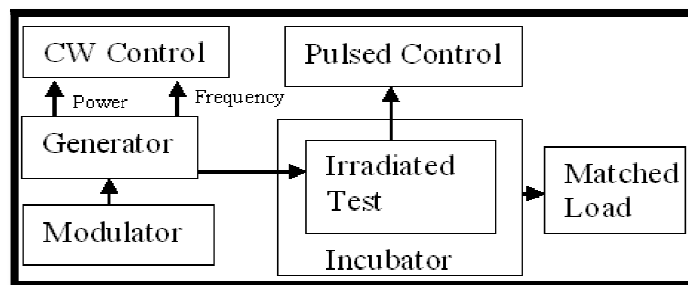 CW Control
Pulsed Control
Power
Frequency
Generator
Irradiated
Test
Matched
Load
Modulator
Incubator